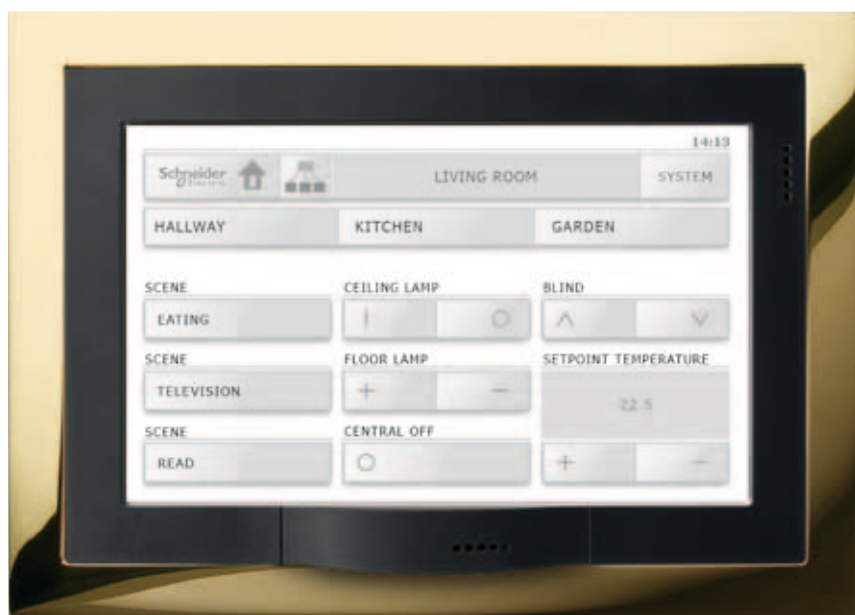 14:13
Schneider LIVING ROOM SYSTEM
HALLWAY KITCHEN GARDEN
SCENE CEILING LAMP BLIND
EATING | O ∧ ∨
SCENE FLOOR LAMP SETPOINT TEMPERATURE
TELEVISION + −
22.5
SCENE CENTRAL OFF
READ O + −